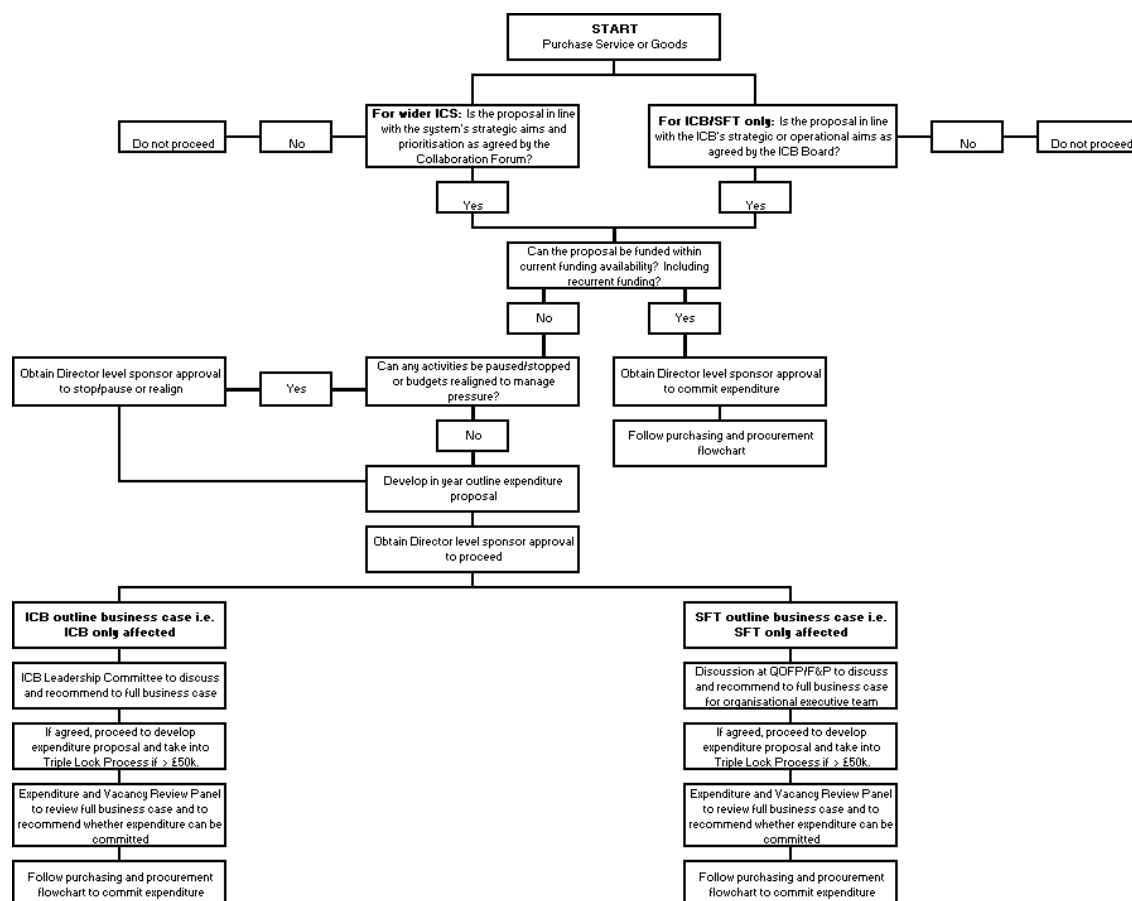 START
Purchase Service or Goods
For wider ICS: Is the proposal in line
with the system's strategic aims and
prioritisation as agreed by the
Collaboration Forum?
For ICB/SFT only: Is the proposal in line
with the ICB's strategic or operational aims as
agreed by the ICB Board?
Do not proceed
No
No
Do not proceed
Yes
Yes
Can the proposal be funded within
current funding availability? Including
recurrent funding?
No
Yes
Obtain Director level sponsor approval
to stop/pause or realign
Yes
Can any activities be paused/stopped
or budgets realigned to manage
pressure?
Obtain Director level sponsor approval
to commit expenditure
No
Follow purchasing and procurement
flowchart
Develop in year outline expenditure
proposal
Obtain Director level sponsor approval
to proceed
ICB outline business case i.e.
ICB only affected
SFT outline business case i.e.
SFT only affected
ICB Leadership Committee to discuss
and recommend to full business case
Discussion at QOFP/F&P to discuss
and recommend to full business case
for organisational executive team
If agreed, proceed to develop
expenditure proposal and take into
Triple Lock Process if > £50k.
If agreed, proceed to develop
expenditure proposal and take into
Triple Lock Process if > £50k.
Expenditure and Vacancy Review Panel
to review full business case and to
recommend whether expenditure can be
committed
Expenditure and Vacancy Review Panel
to review full business case and to
recommend whether expenditure can be
committed
Follow purchasing and procurement
flowchart to commit expenditure
Follow purchasing and procurement
flowchart to commit expenditure